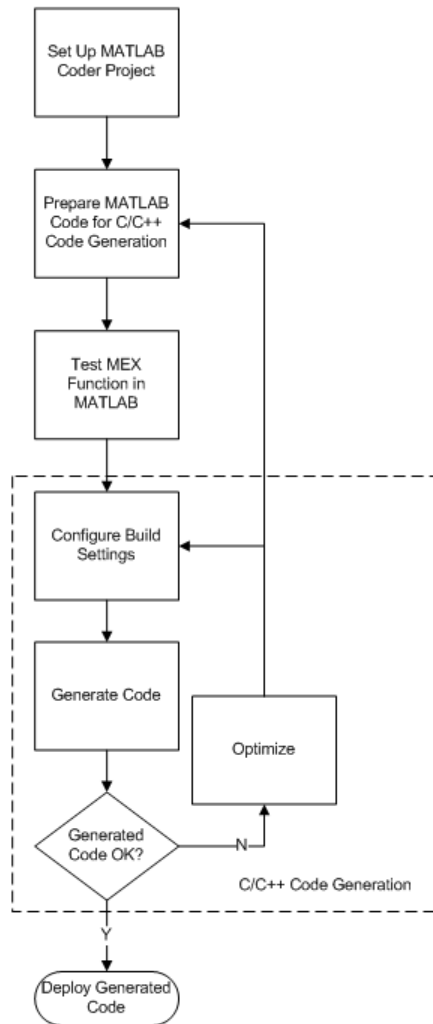 Set Up MATLAB
Coder Project
Prepare MATLAB
Code for C/C++
Code Generation
Test MEX
Function in
MATLAB
Configure Build
Settings
Generate Code
Optimize
Generated
Code OK?
N
C/C++ Code Generation
Y
Deploy Generated
Code